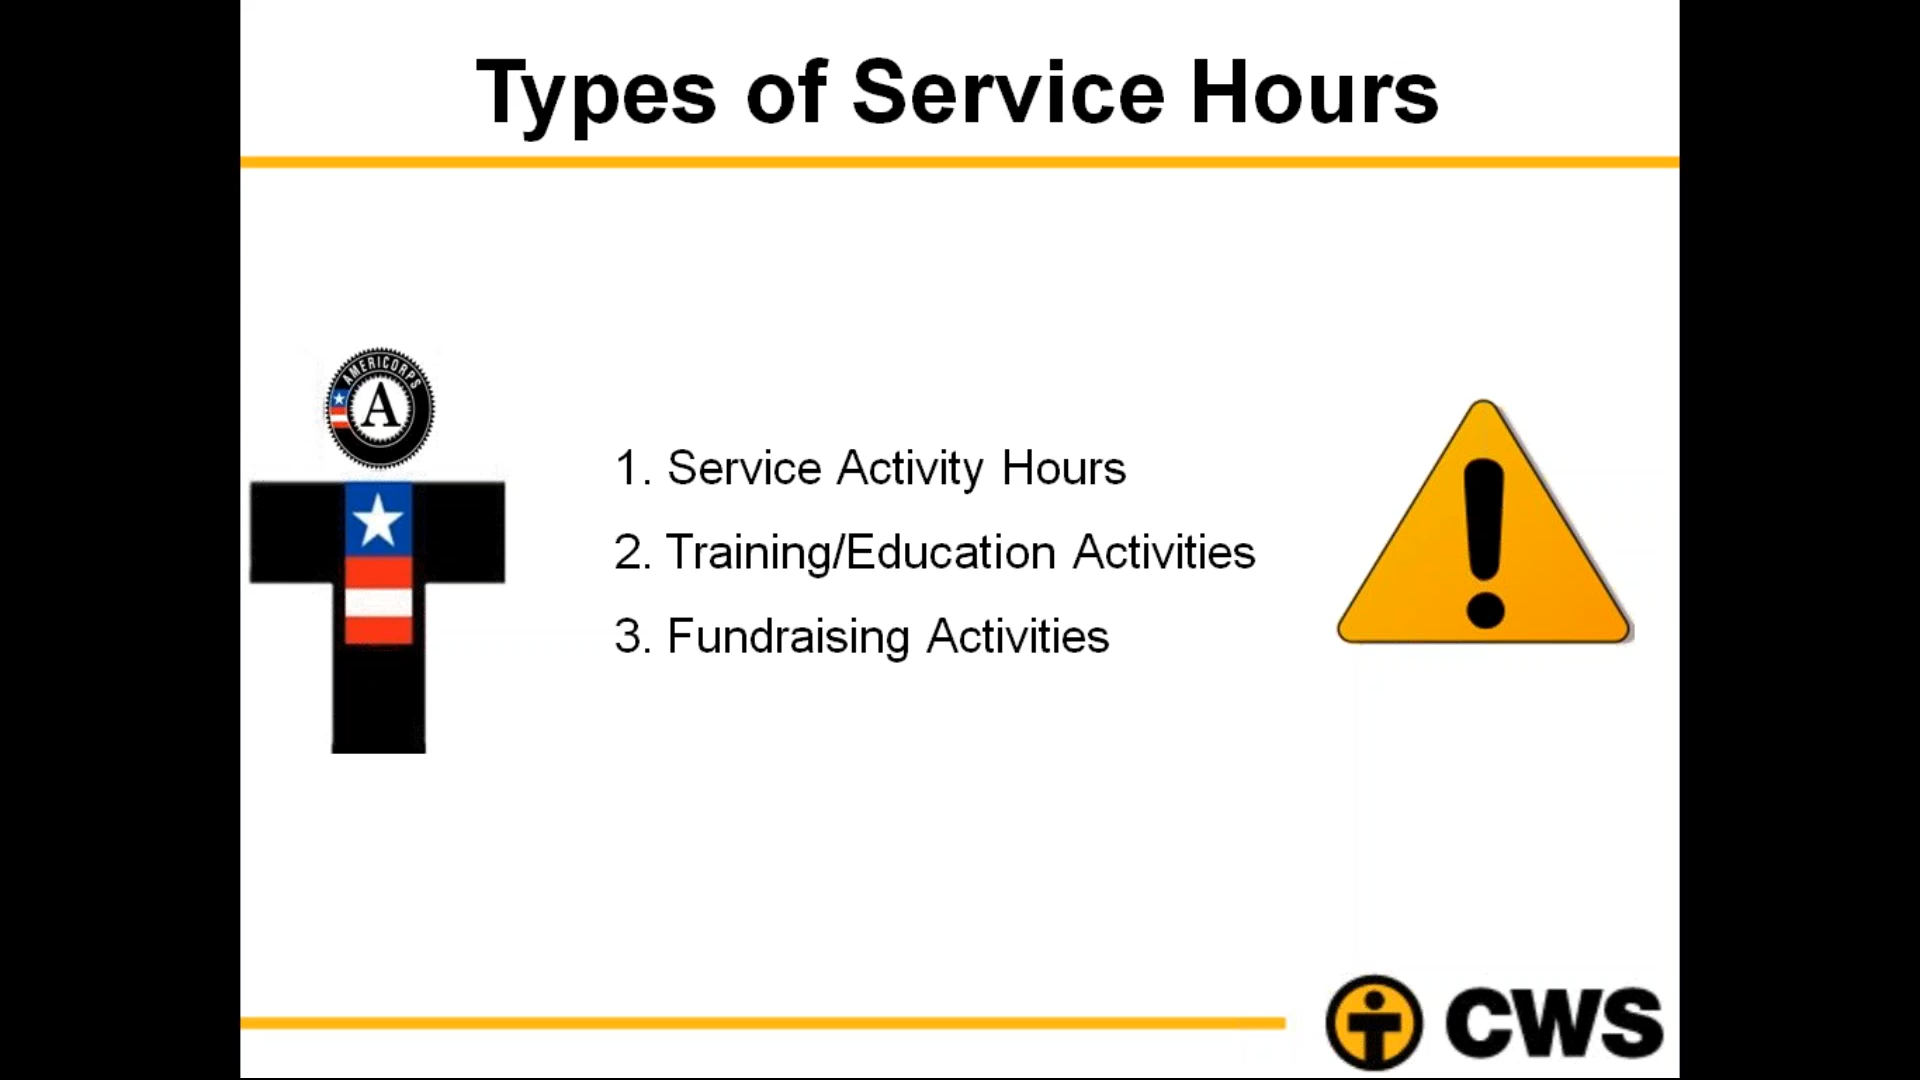 Types of Service Hours
AMERICORPS
A
1. Service Activity Hours
2. Training/Education Activities
3. Fundraising Activities
CWS